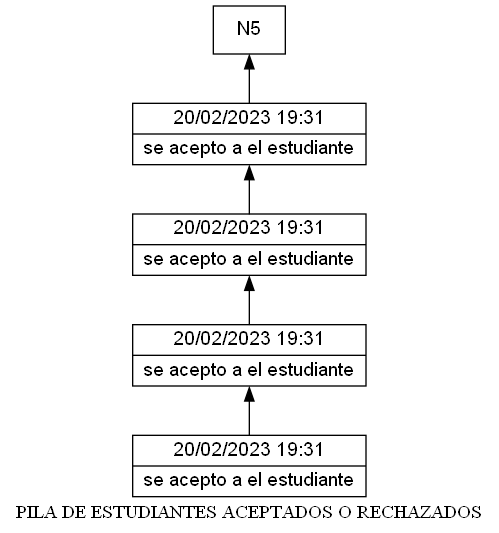 N5
20/02/2023 19:31
se acepto a el estudiante
20/02/2023 19:31
se acepto a el estudiante
20/02/2023 19:31
se acepto a el estudiante
20/02/2023 19:31
se acepto a el estudiante
PILA DE ESTUDIANTES ACEPTADOS O RECHAZADOS